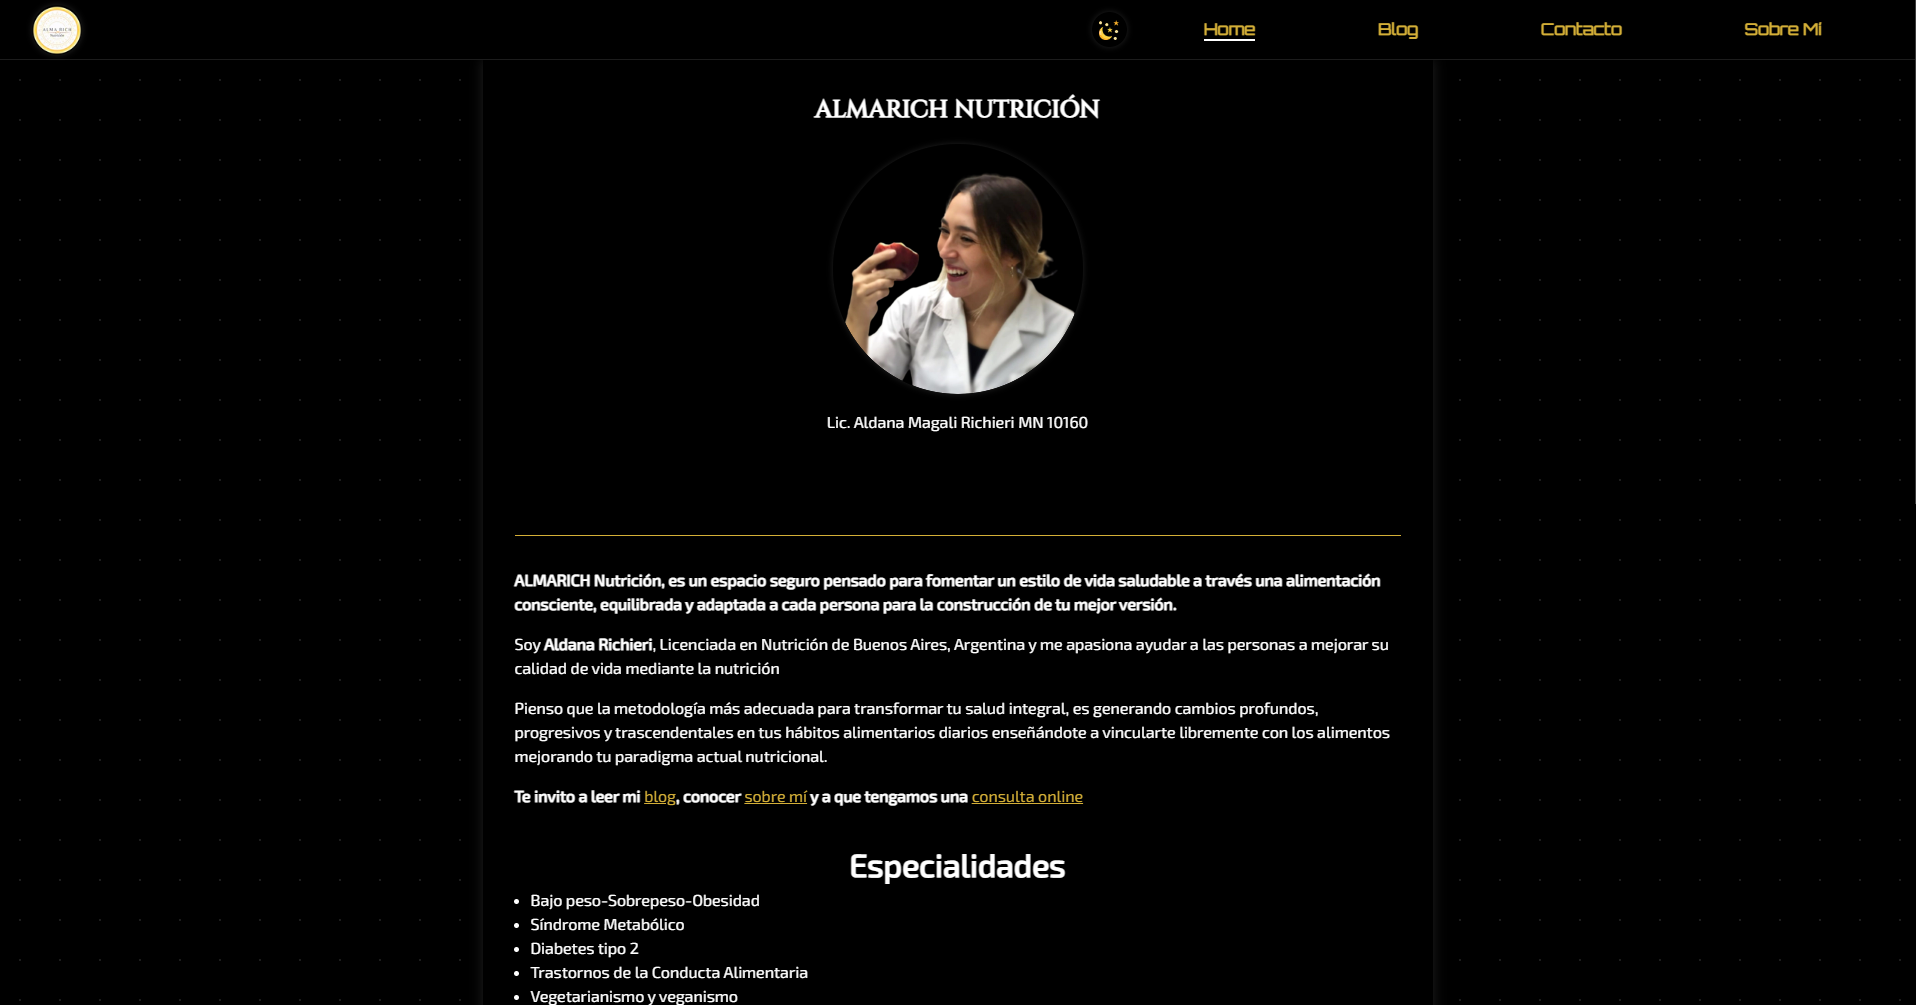 ALMA RICH
Home
Blog
Contacto
Sobre Mí
ALMARICH NUTRICIÓN
Lic. Aldana Magali Richieri MN 10160
ALMARICH Nutrición, es un espacio seguro pensado para fomentar un estilo de vida saludable a través una alimentación
consciente, equilibrada y adaptada a cada persona para la construcción de tu mejor versión.
Soy Aldana Richieri, Licenciada en Nutrición de Buenos Aires, Argentina y me apasiona ayudar a las personas a mejorar su
calidad de vida mediante la nutrición
Pienso que la metodología más adecuada para transformar tu salud integral, es generando cambios profundos,
progresivos y trascendentales en tus hábitos alimentarios diarios enseñándote a vincularte libremente con los alimentos
mejorando tu paradigma actual nutricional.
Te invito a leer mi blog, conocer sobre mí y a que tengamos una consulta online
Especialidades
• Bajo peso-Sobrepeso-Obesidad
• Síndrome Metabólico
• Diabetes tipo 2
• Trastornos de la Conducta Alimentaria
• Vegetarianismo y veganismo